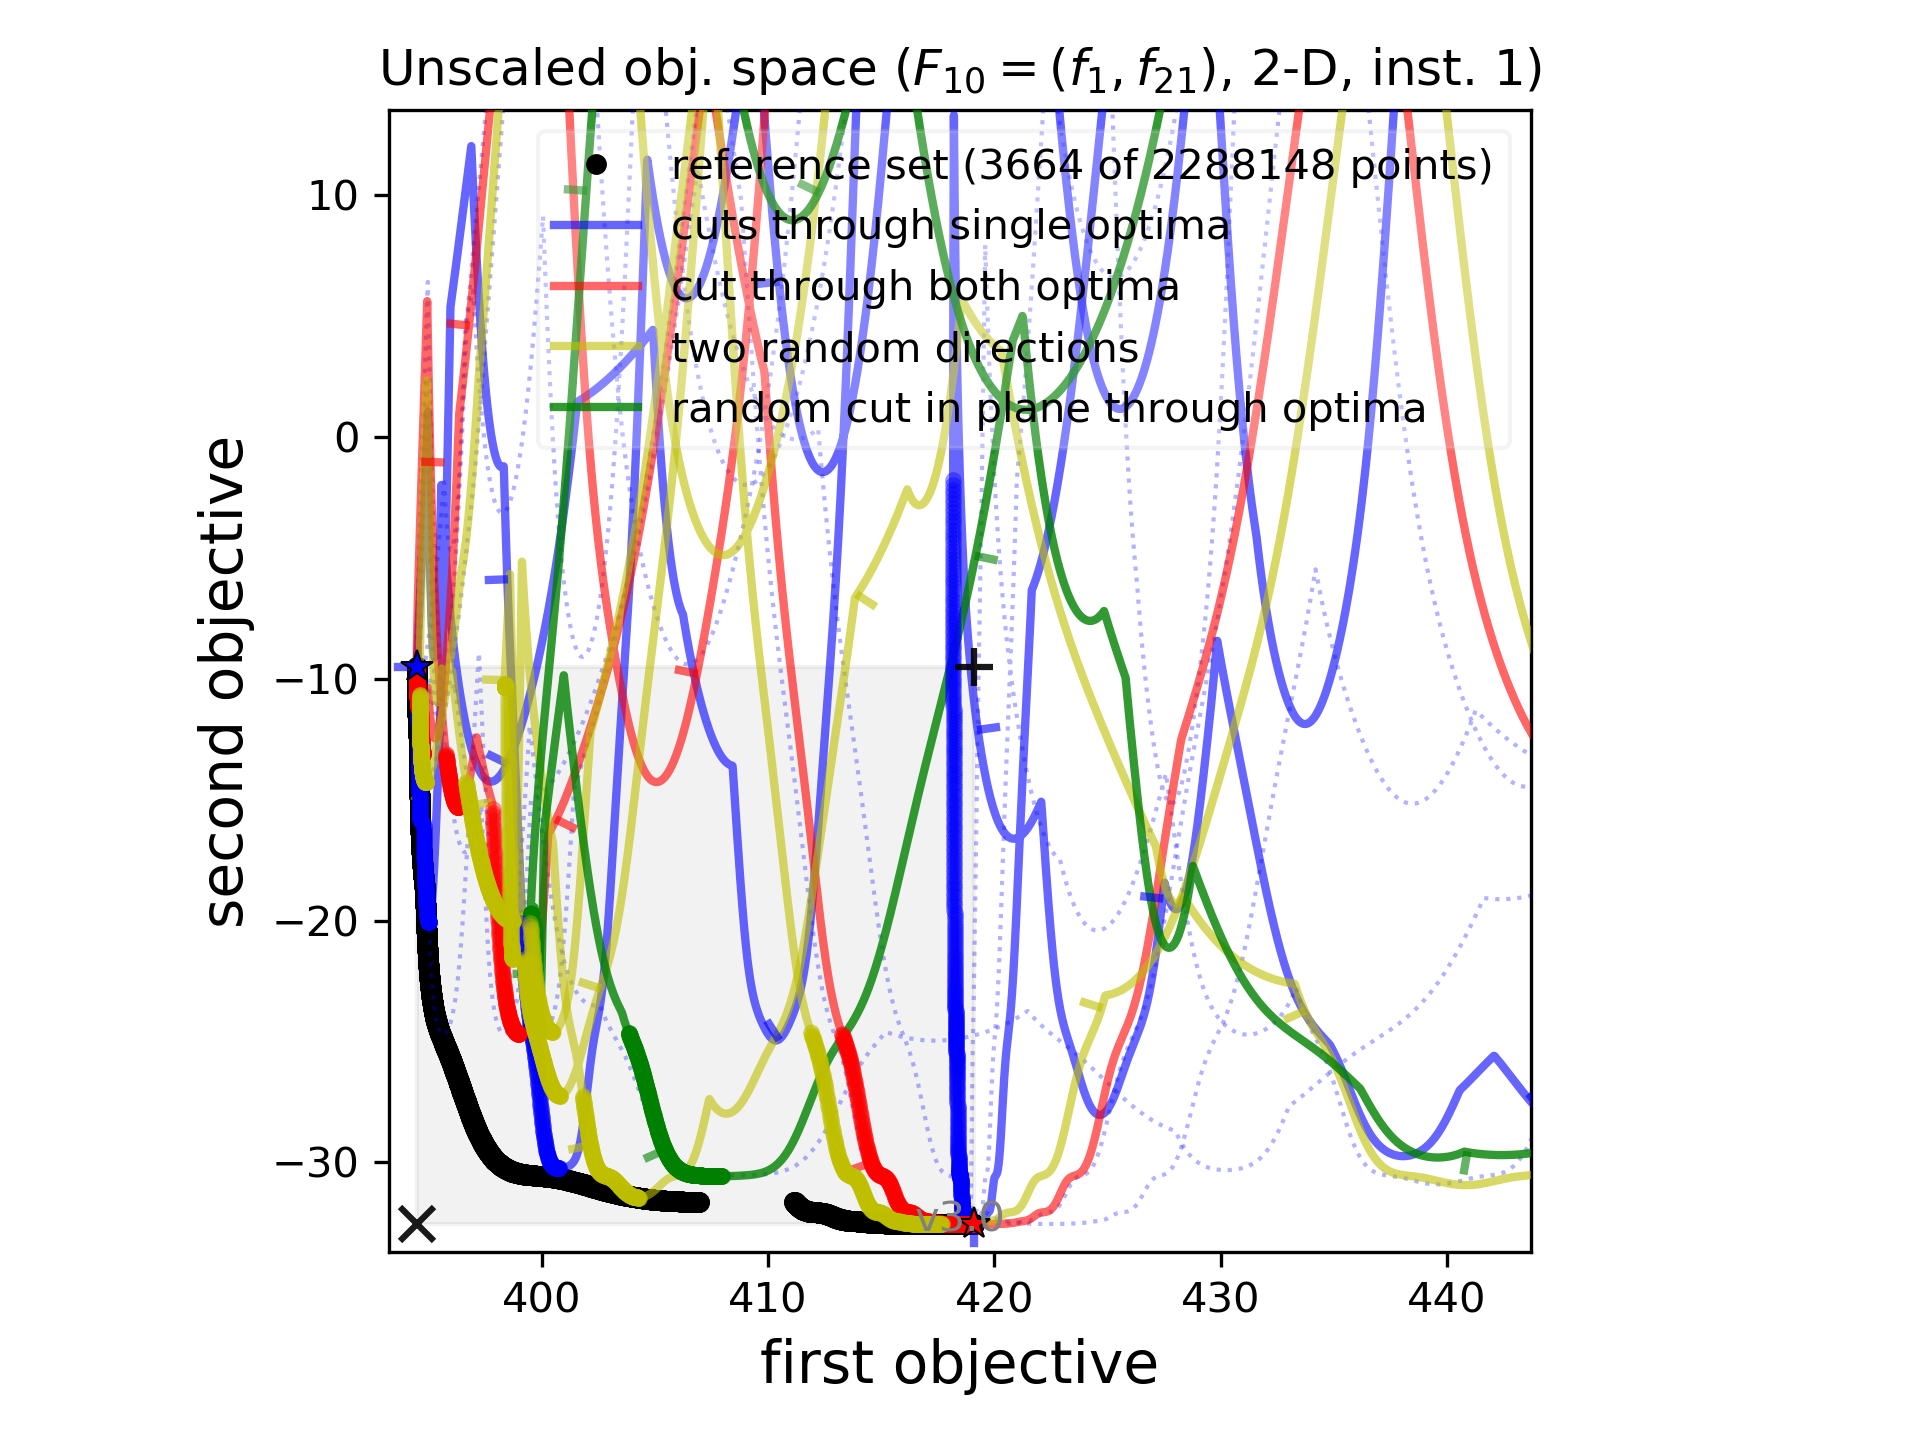 Unscaled obj. space (F₁₀ = (f₁, f₂₁), 2-D, inst. 1)
reference set (3664 of 2288148 points)
cuts through single optima
cut through both optima
two random directions
random cut in plane through optima
second objective
10
0
−10
−20
−30
v3.0
400
410
420
430
440
first objective